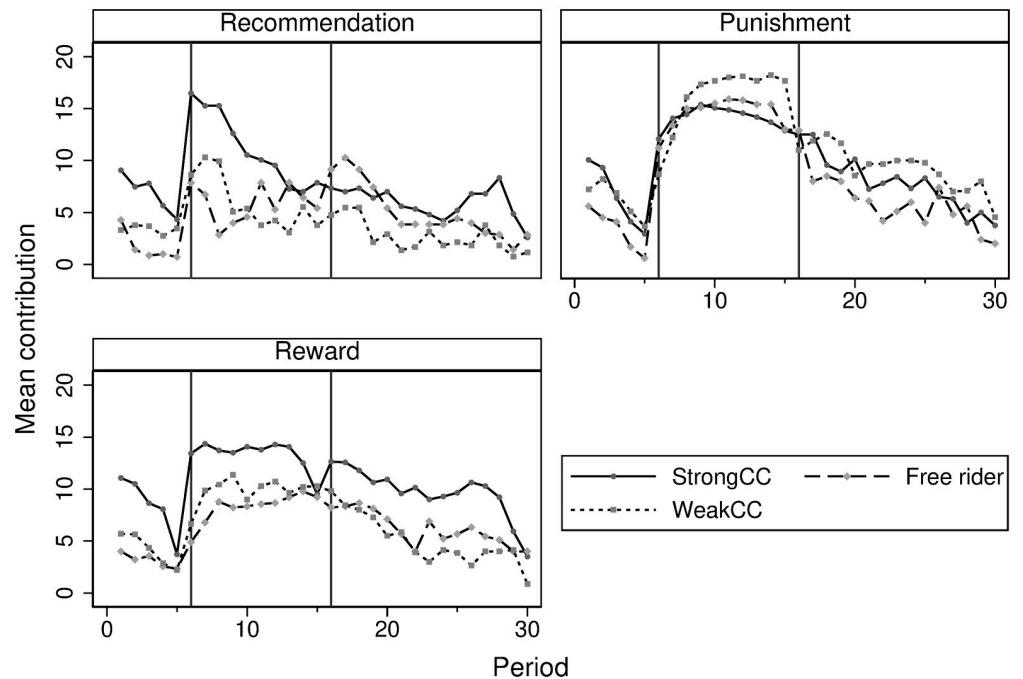 Recommendation
Punishment
20
15
10
5
0
0 10 20 30
Reward
20
15
10
5
0
0 10 20 30
Mean contribution
Period
StrongCC
Free rider
WeakCC